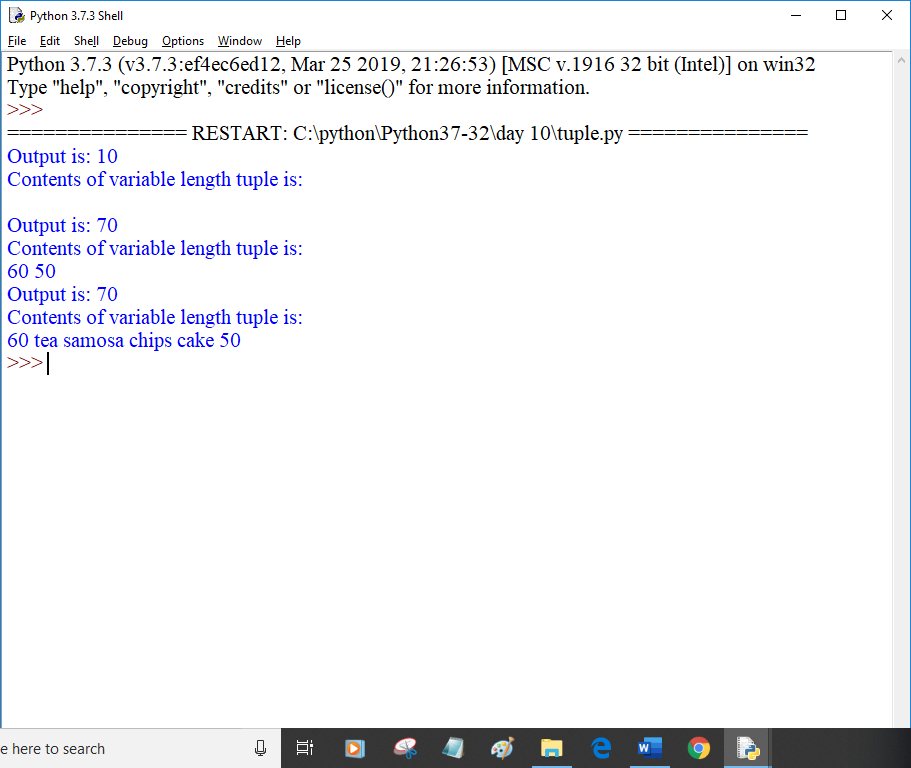 Python 3.7.3 Shell
File Edit Shell Debug Options Window Help
Python 3.7.3 (v3.7.3:ef4ec6ed12, Mar 25 2019, 21:26:53) [MSC v.1916 32 bit (Intel)] on win32
Type "help", "copyright", "credits" or "license()" for more information.
>>>
=============== RESTART: C:\python\Python37-32\day 10\tuple.py ===============
Output is: 10
Contents of variable length tuple is:
Output is: 70
Contents of variable length tuple is:
60 50
Output is: 70
Contents of variable length tuple is:
60 tea samosa chips cake 50
>>>
e here to search